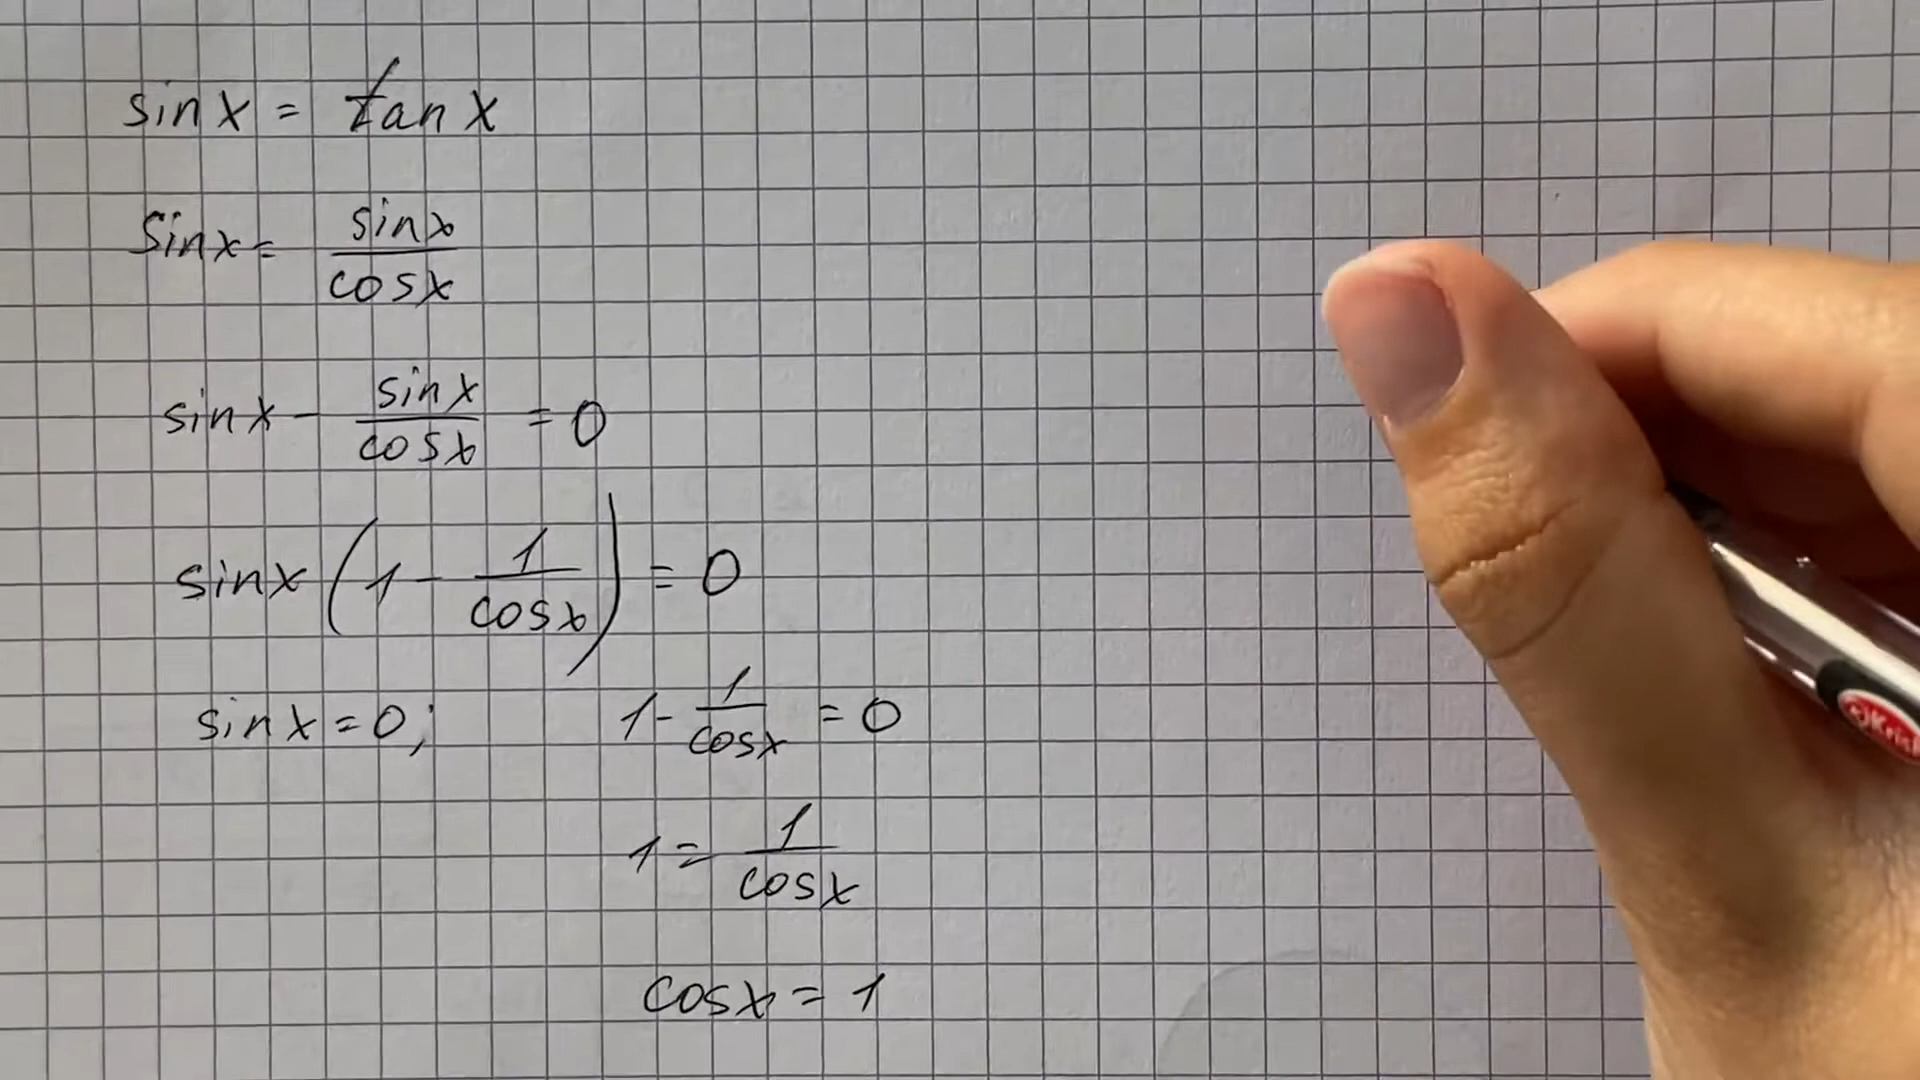 sin x = tan x
sin x = sin x / cos x
sin x - sin x / cos x = 0
sin x (1 - 1 / cos x) = 0
sin x = 0; 1 - 1 / cos x = 0
1 = 1 / cos x
cos x = 1